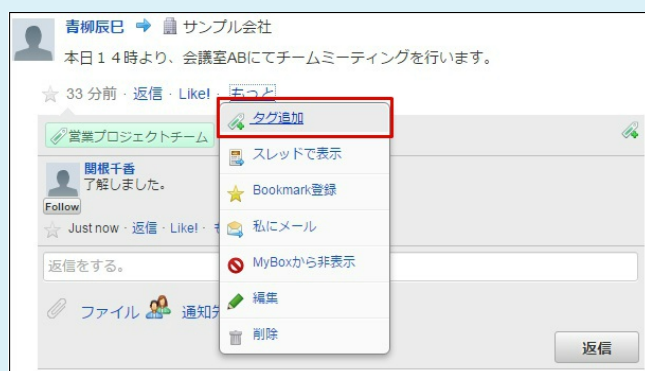 青柳辰巳 サンプル会社
本日１４時より、会議室ABにてチームミーティングを行います。
33 分前 · 返信 · Like! · もっと
タグ追加
営業プロジェクトチーム
スレッドで表示
関根千香
了解しました。
Follow
Bookmark登録
Just now · 返信 · Like! ·
私にメール
返信をする。
MyBoxから非表示
編集
ファイル 通知先
削除
返信